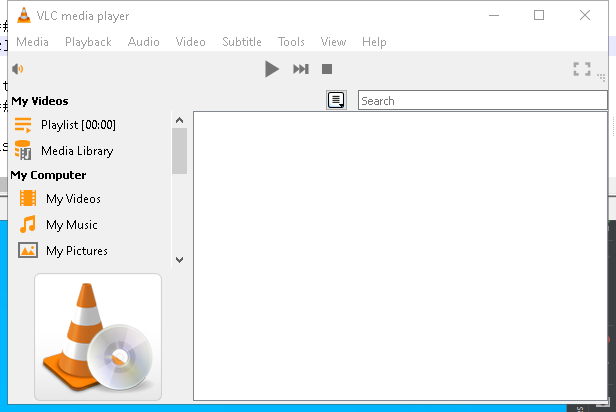 VLC media player
Media Playback Audio Video Subtitle Tools View Help
My Videos
Search
Playlist [00:00]
Media Library
My Computer
My Videos
My Music
My Pictures